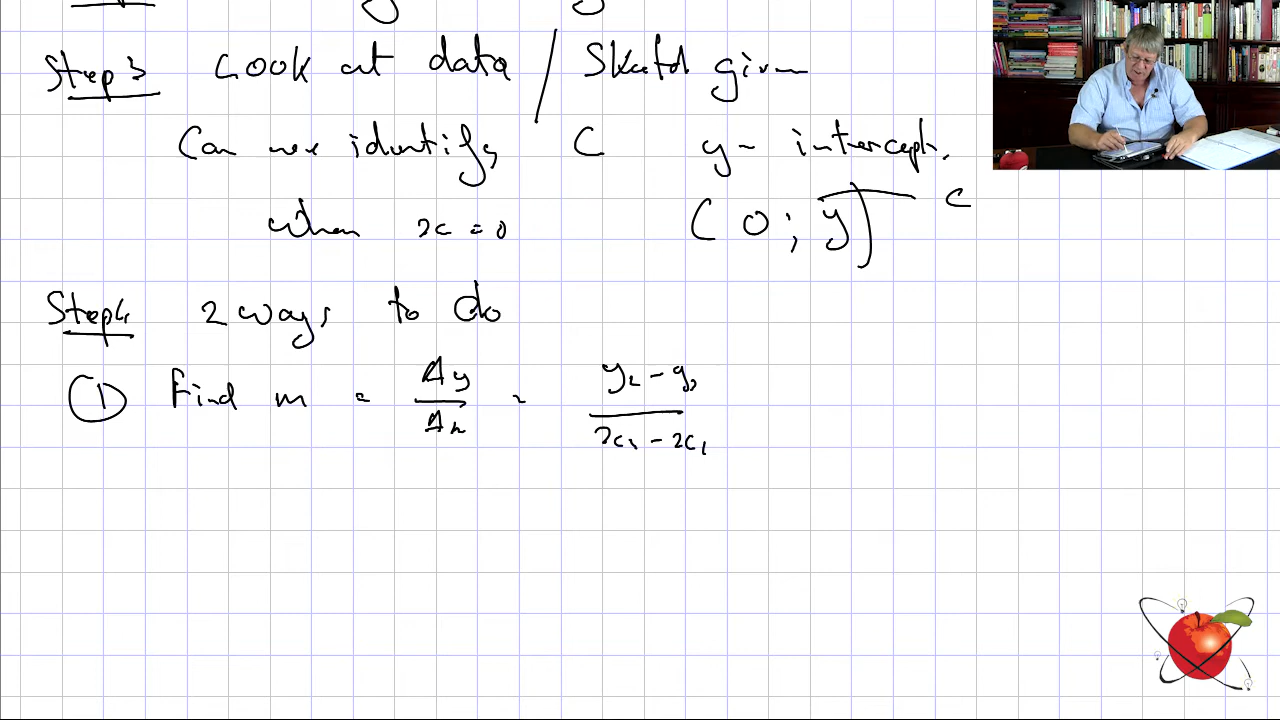 Step 3 Look at data / Sketch given
Can we identify C y-intercept.
when x = 0 (0; y) C
Step 4 2 ways to do
① Find m = Δy/Δx = (y₂ - y₁)/(x₂ - x₁)